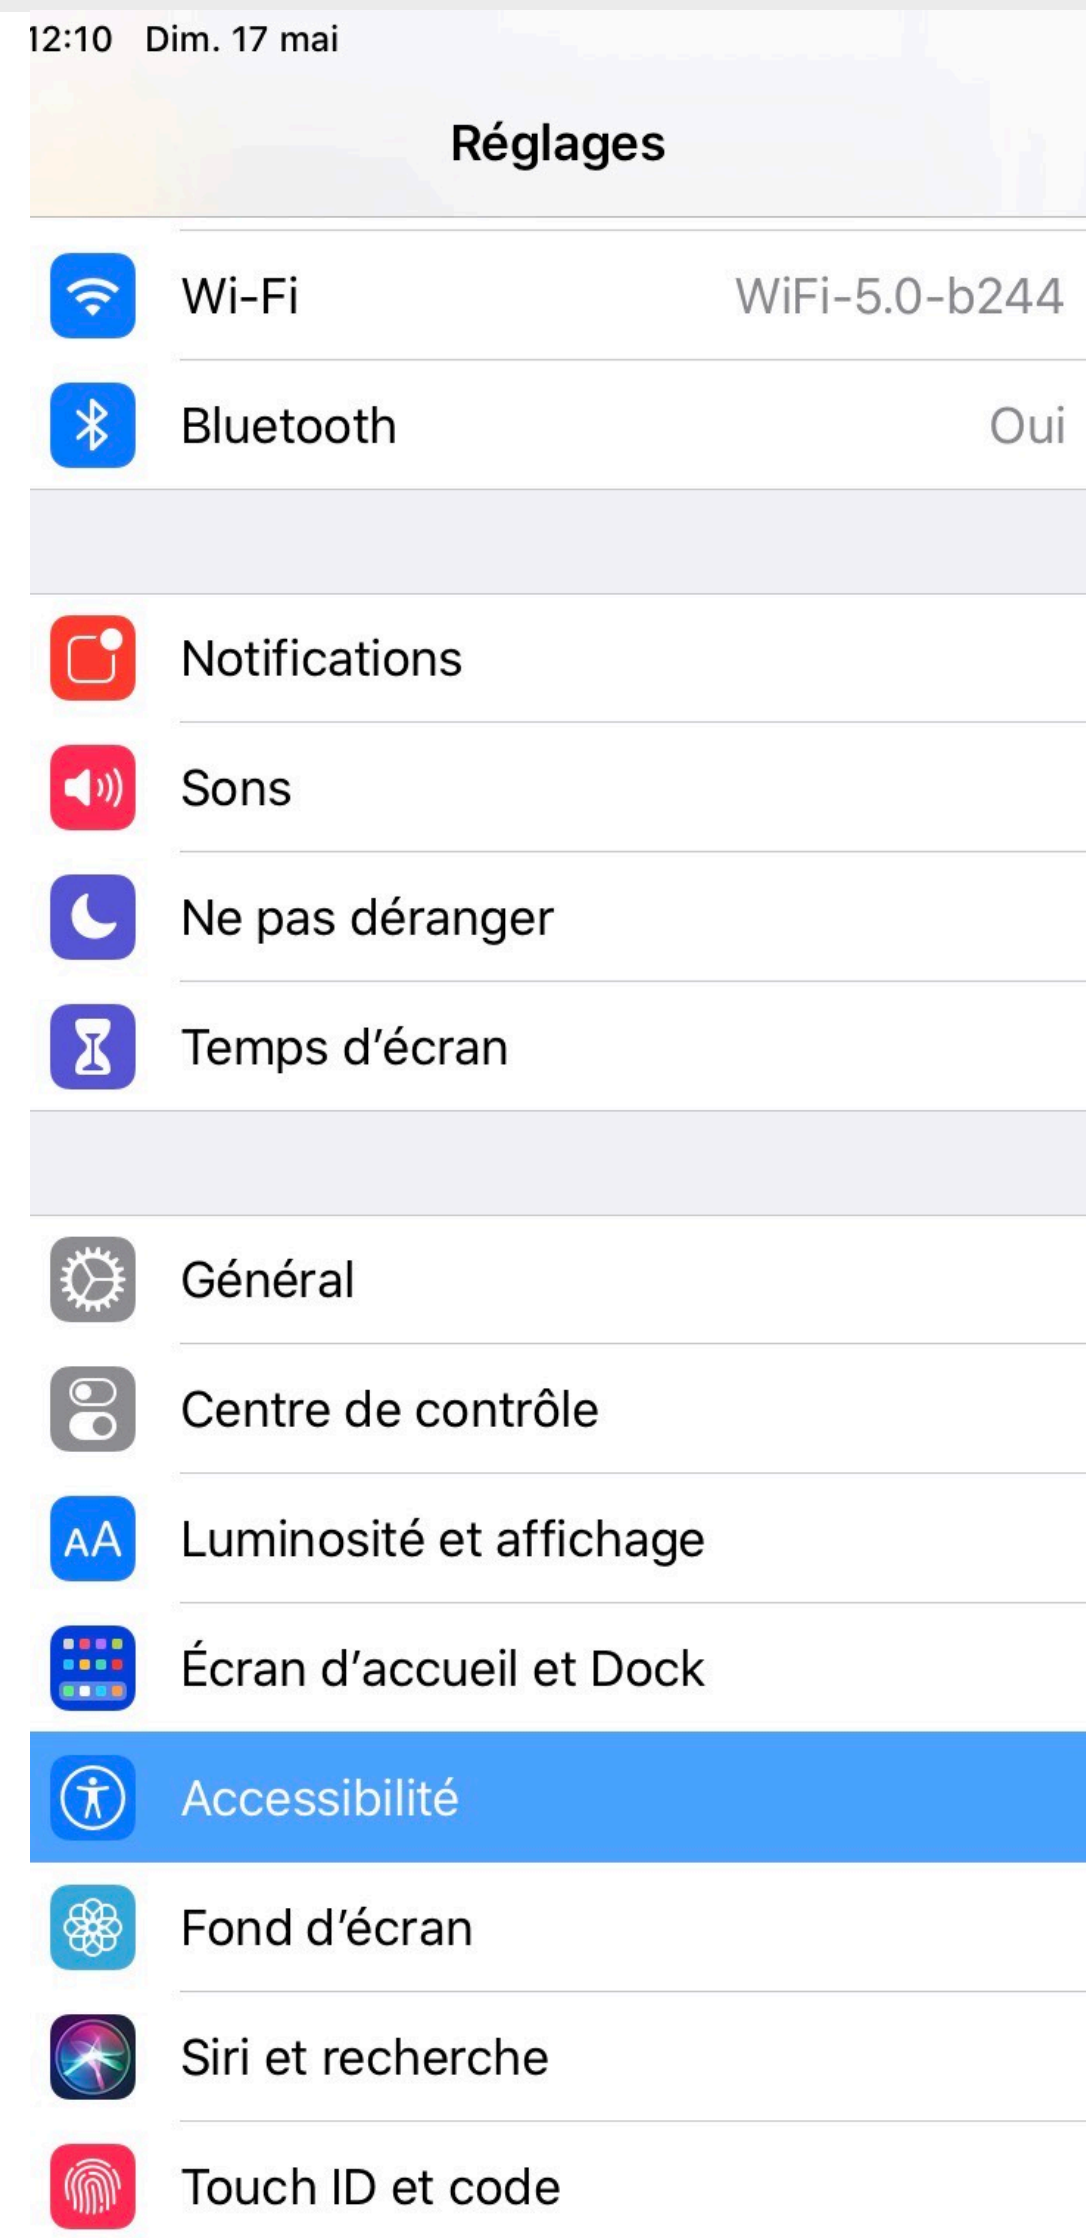 12:10 Dim. 17 mai
Réglages
Wi-Fi WiFi-5.0-b244
Bluetooth Oui
Notifications
Sons
Ne pas déranger
Temps d’écran
Général
Centre de contrôle
AA Luminosité et affichage
Écran d’accueil et Dock
Accessibilité
Fond d’écran
Siri et recherche
Touch ID et code